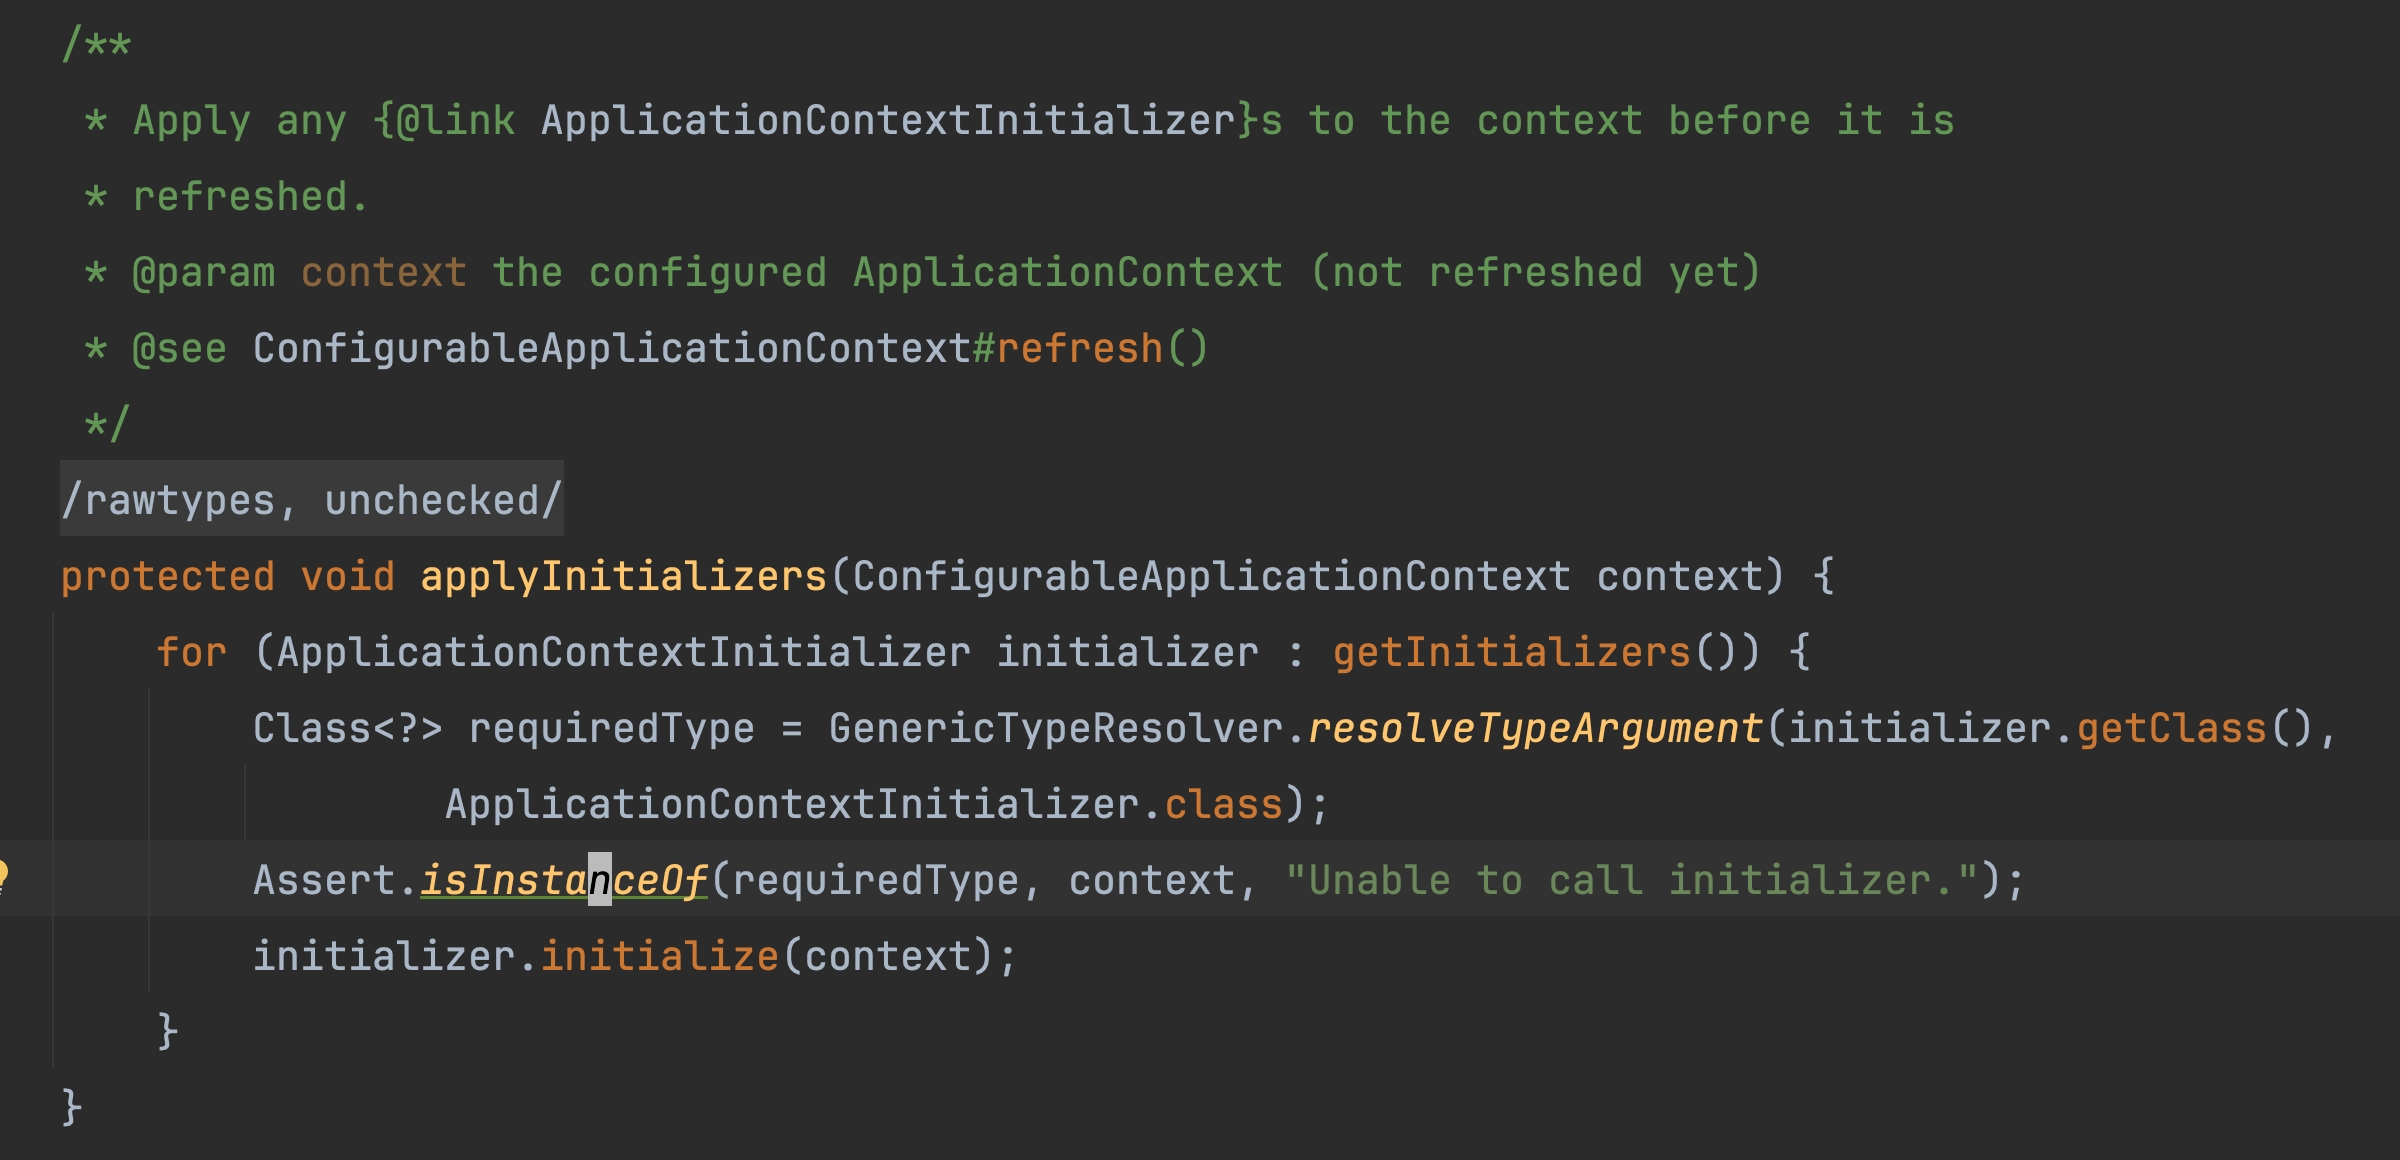 /**
 * Apply any {@link ApplicationContextInitializer}s to the context before it is
 * refreshed.
 * @param context the configured ApplicationContext (not refreshed yet)
 * @see ConfigurableApplicationContext#refresh()
 */
/rawtypes, unchecked/
protected void applyInitializers(ConfigurableApplicationContext context) {
    for (ApplicationContextInitializer initializer : getInitializers()) {
        Class<?> requiredType = GenericTypeResolver.resolveTypeArgument(initializer.getClass(),
                ApplicationContextInitializer.class);
        Assert.isInstanceOf(requiredType, context, "Unable to call initializer.");
        initializer.initialize(context);
    }
}